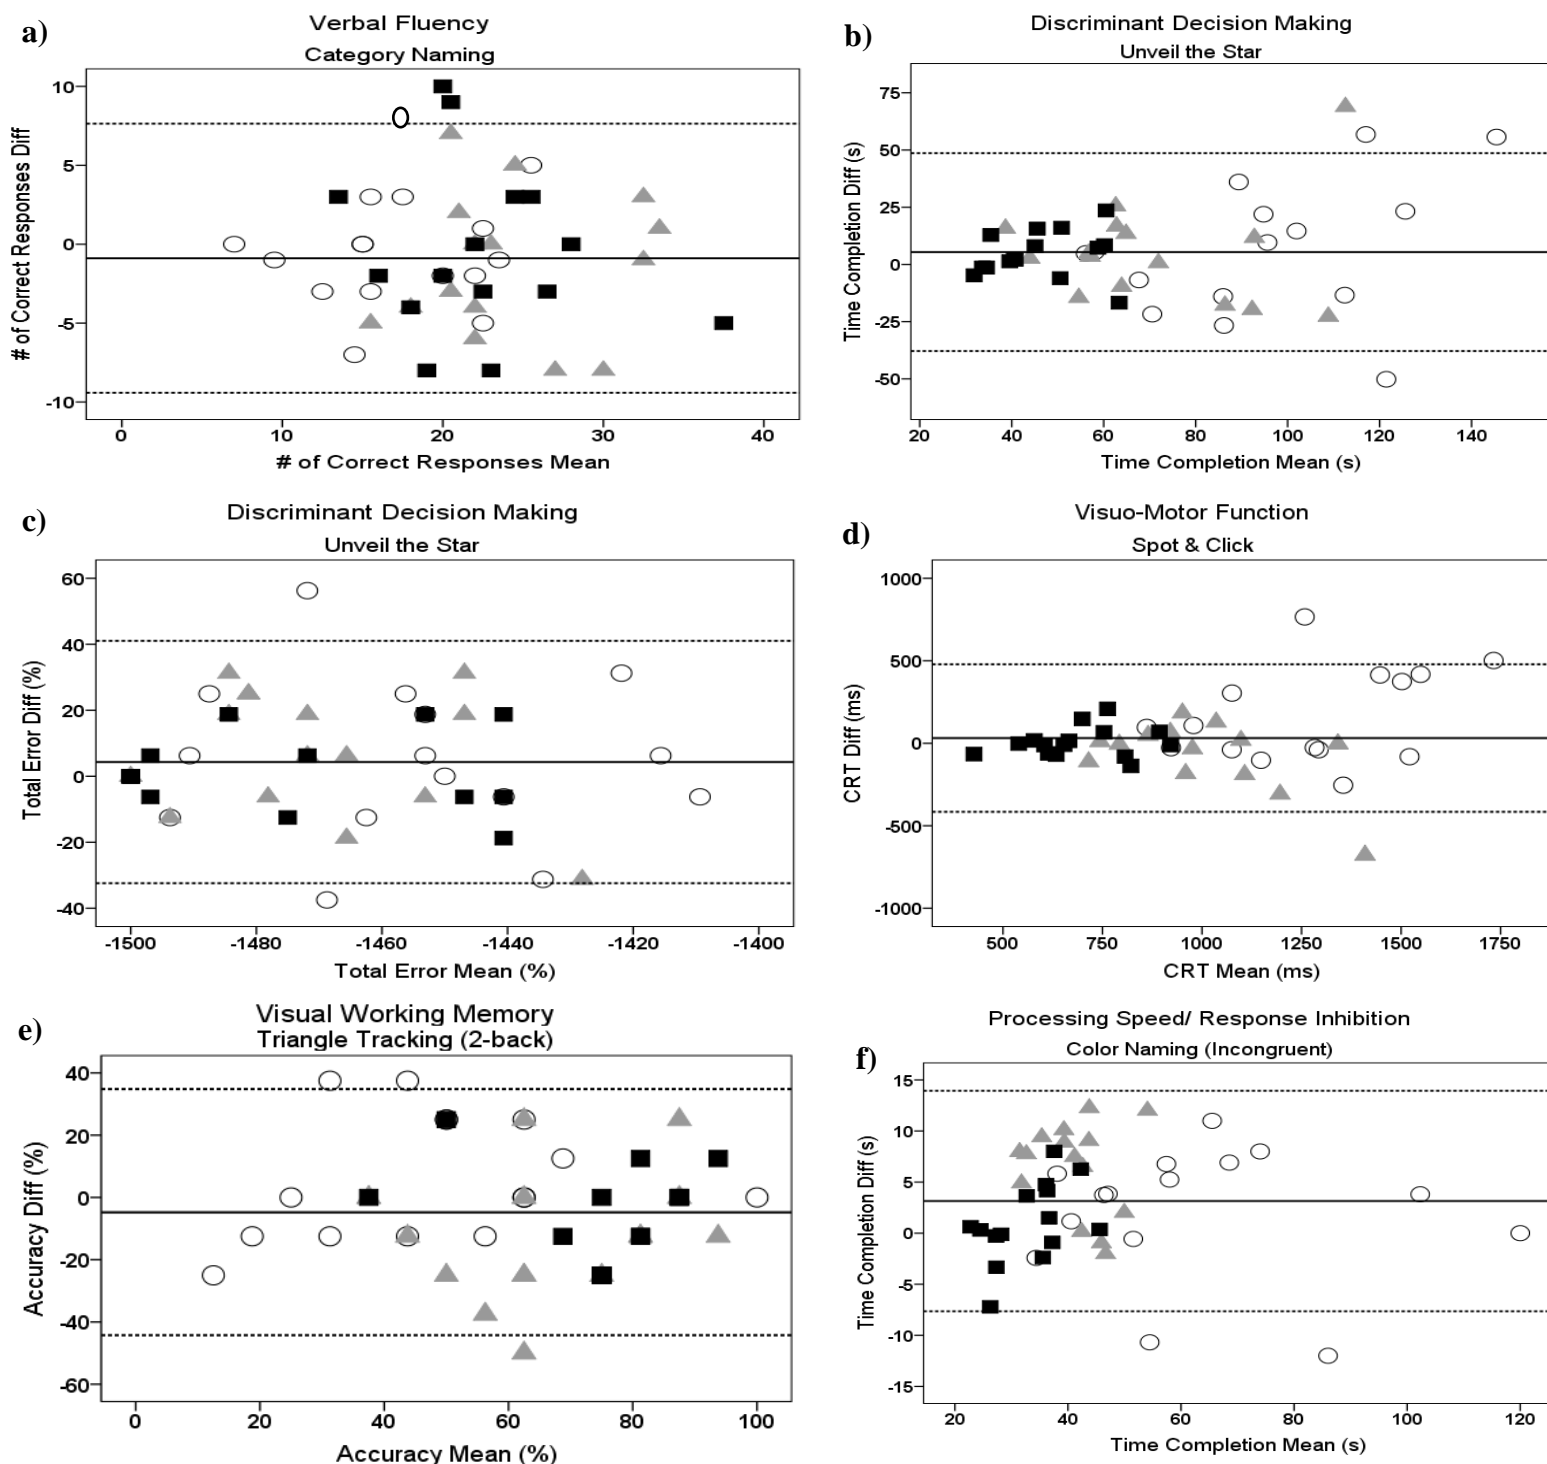 a)
Verbal Fluency
Category Naming
# of Correct Responses Diff
10
5
0
-5
-10
0 10 20 30 40
# of Correct Responses Mean
b)
Discriminant Decision Making
Unveil the Star
Time Completion Diff (s)
75
50
25
0
-25
-50
20 40 60 80 100 120 140
Time Completion Mean (s)
c)
Discriminant Decision Making
Unveil the Star
Total Error Diff (%)
60
40
20
0
-20
-40
-1500 -1480 -1460 -1440 -1420 -1400
Total Error Mean (%)
d)
Visuo-Motor Function
Spot & Click
CRT Diff (ms)
1000
500
0
-500
-1000
500 750 1000 1250 1500 1750
CRT Mean (ms)
e)
Visual Working Memory
Triangle Tracking (2-back)
Accuracy Diff (%)
40
20
0
-20
-40
-60
0 20 40 60 80 100
Accuracy Mean (%)
f)
Processing Speed/ Response Inhibition
Color Naming (Incongruent)
Time Completion Diff (s)
15
10
5
0
-5
-10
-15
20 40 60 80 100 120
Time Completion Mean (s)